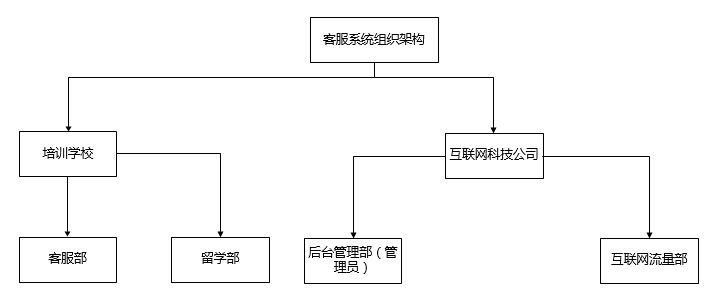 客服系统组织架构
培训学校
互联网科技公司
客服部
留学部
后台管理部（管
理员）
互联网流量部